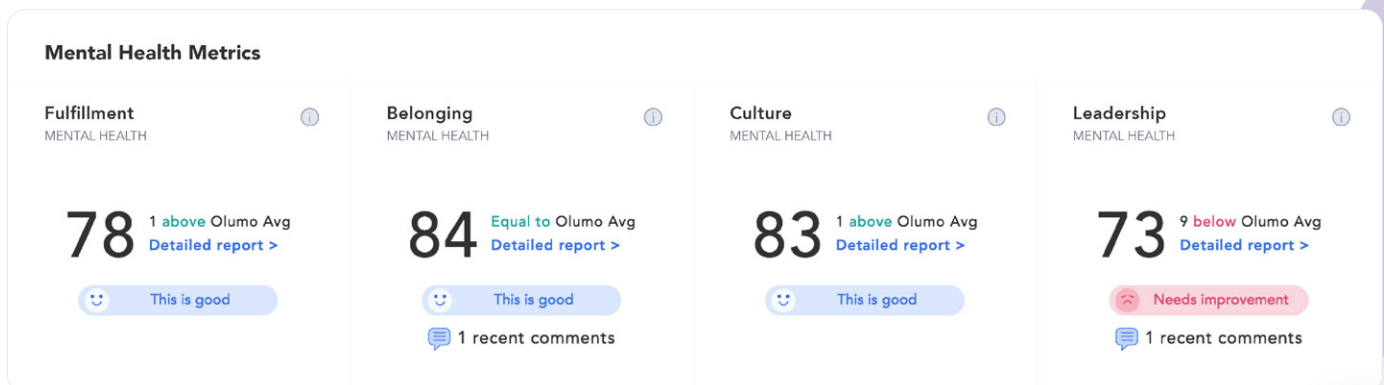 Mental Health Metrics
Fulfillment
MENTAL HEALTH
78
1 above Olumo Avg
Detailed report >
This is good
Belonging
MENTAL HEALTH
84
Equal to Olumo Avg
Detailed report >
This is good
1 recent comments
Culture
MENTAL HEALTH
83
1 above Olumo Avg
Detailed report >
This is good
Leadership
MENTAL HEALTH
73
9 below Olumo Avg
Detailed report >
Needs improvement
1 recent comments